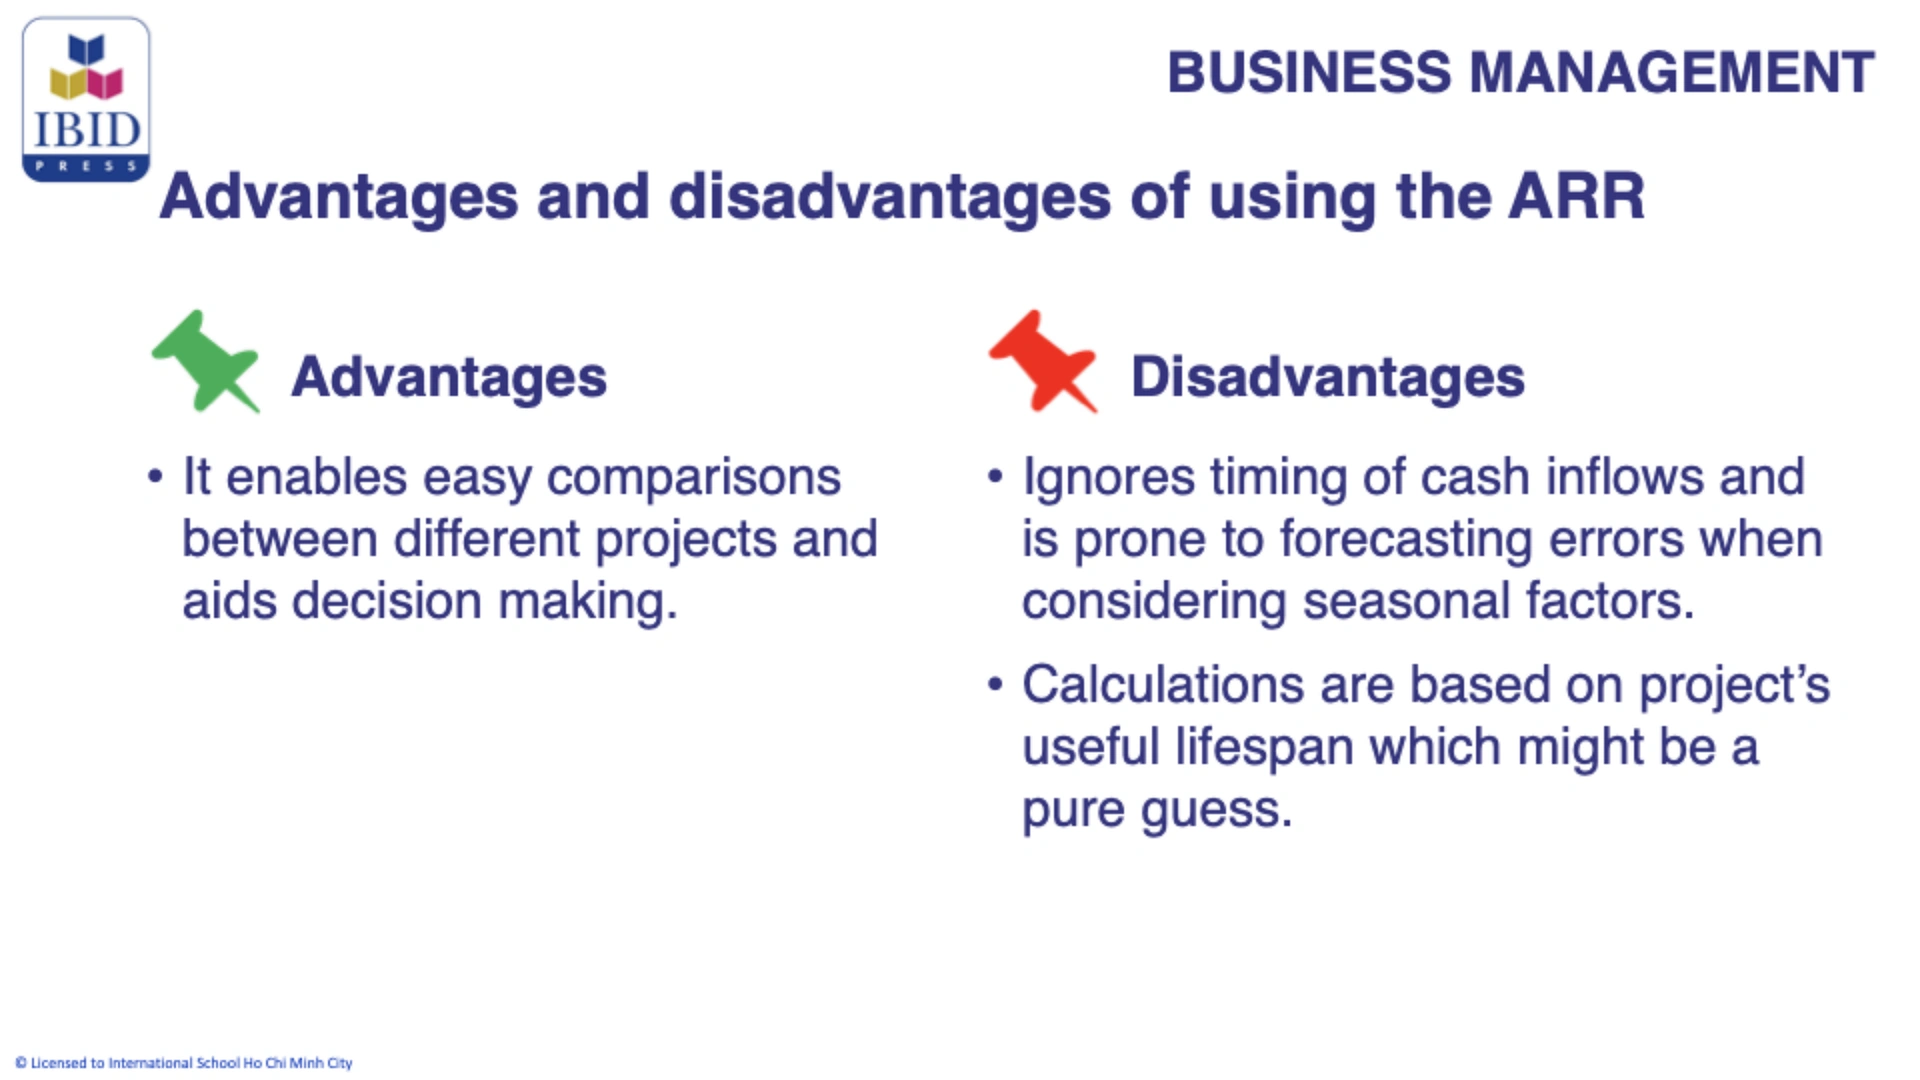 IBID
PRESS
BUSINESS MANAGEMENT
Advantages and disadvantages of using the ARR
Advantages
• It enables easy comparisons
between different projects and
aids decision making.
Disadvantages
• Ignores timing of cash inflows and
is prone to forecasting errors when
considering seasonal factors.
• Calculations are based on project’s
useful lifespan which might be a
pure guess.
© Licensed to International School Ho Chi Minh City